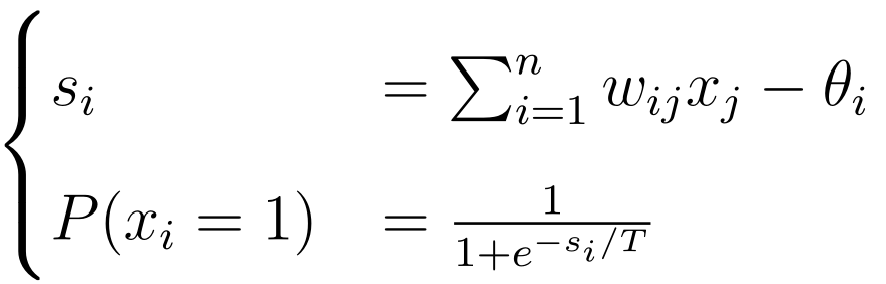 s_i = \sum_{i=1}^{n} w_{ij} x_j - \theta_i
P(x_i = 1) = \frac{1}{1+e^{-s_i/T}}